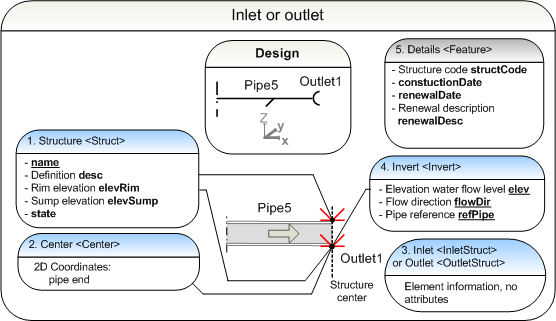 Inlet or outlet
Design
Pipe5
Outlet1
Z
y
x
5. Details <Feature>
- Structure code structCode
- constuctionDate
- renewalDate
- Renewal description
renewalDesc
1. Structure <Struct>
- name
- Definition desc
- Rim elevation elevRim
- Sump elevation elevSump
- state
4. Invert <Invert>
- Elevation water flow level elev
- Flow direction flowDir
- Pipe reference refPipe
Pipe5
Outlet1
Structure
center
2. Center <Center>
2D Coordinates:
pipe end
3. Inlet <InletStruct>
or Outlet <OutletStruct>
Element information, no
attributes